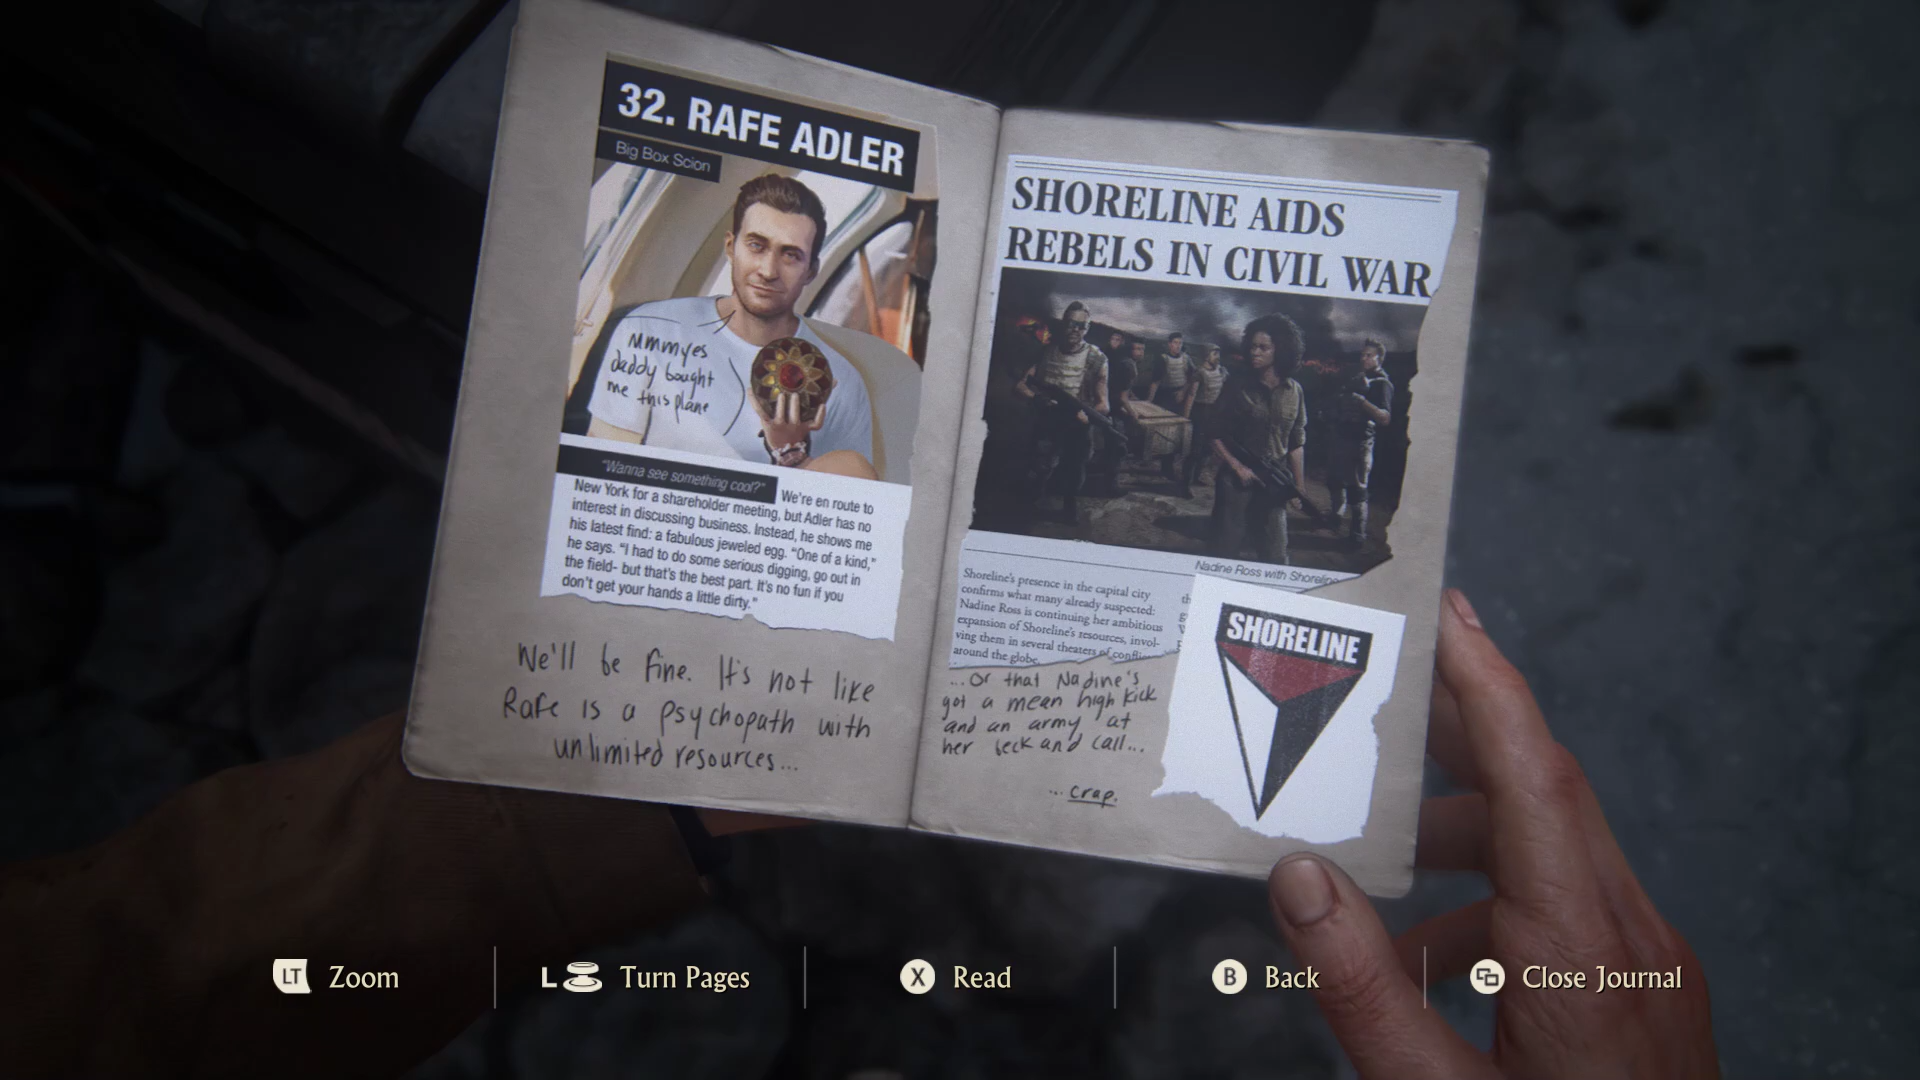 32. RAFE ADLER
Big Box Scion
Mmmyes
daddy bought
me this plane
"Wanna see something cool?" We're en route to
New York for a shareholder meeting, but Adler has no
interest in discussing business. Instead, he shows me
his latest find: a fabulous jeweled egg. "One of a kind,"
he says. "I had to do some serious digging, go out in
the field- but that's the best part. It's no fun if you
don't get your hands a little dirty."
We'll be fine. It's not like
Rafe is a psychopath with
unlimited resources...
SHORELINE AIDS
REBELS IN CIVIL WAR
Nadine Ross with Shoreline
Shoreline's presence in the capital city
confirms what many already suspected:
Nadine Ross is continuing her ambitious
expansion of Shoreline's resources, invol-
ving them in several theaters of conflic
around the globe.
...Or that Nadine's
got a mean high kick
and an army at
her beck and call...
...crap.
SHORELINE
LT Zoom
L Turn Pages
X Read
B Back
Close Journal